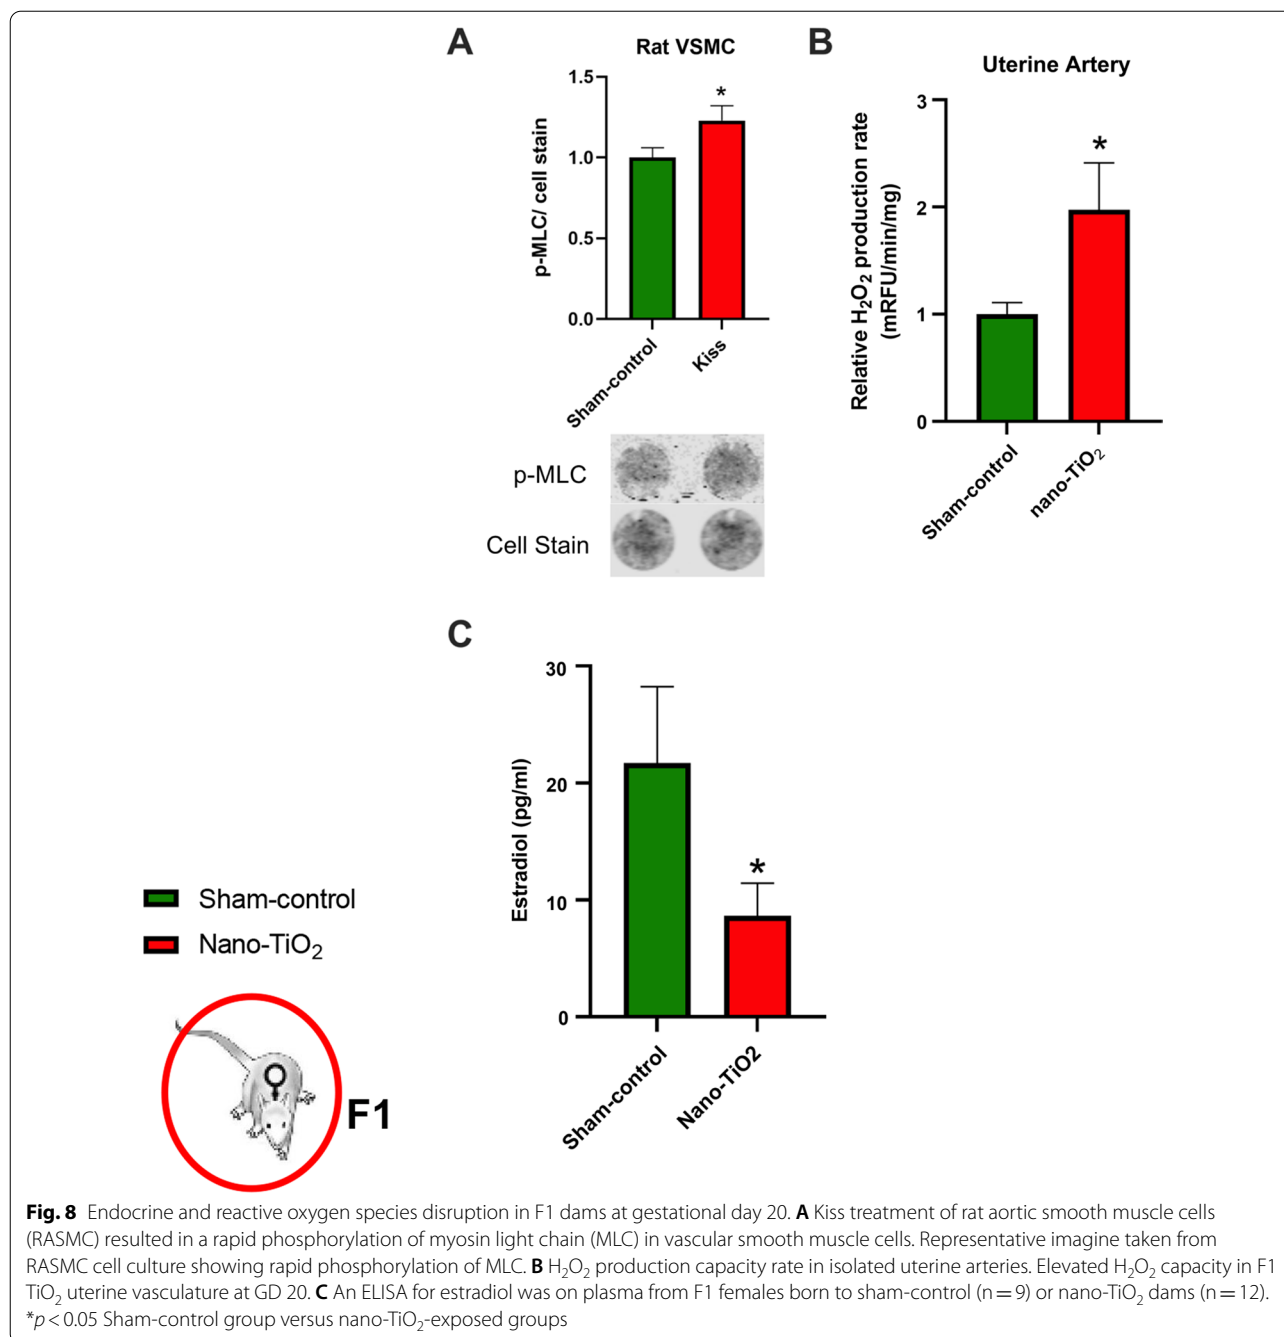 A
Rat VSMC
p-MLC/ cell stain
1.5
1.0
0.5
0.0
*
Sham-control
Kiss
p-MLC
Cell Stain
B
Uterine Artery
Relative H₂O₂ production rate
(mRFU/min/mg)
3
2
1
0
*
Sham-control
nano-TiO₂
C
Estradiol (pg/ml)
30
20
10
0
*
Sham-control
Nano-TiO2
Sham-control
Nano-TiO₂
F1
Fig. 8 Endocrine and reactive oxygen species disruption in F1 dams at gestational day 20. A Kiss treatment of rat aortic smooth muscle cells
(RASMC) resulted in a rapid phosphorylation of myosin light chain (MLC) in vascular smooth muscle cells. Representative imagine taken from
RASMC cell culture showing rapid phosphorylation of MLC. B H₂O₂ production capacity rate in isolated uterine arteries. Elevated H₂O₂ capacity in F1
TiO₂ uterine vasculature at GD 20. C An ELISA for estradiol was on plasma from F1 females born to sham-control (n = 9) or nano-TiO₂ dams (n = 12).
*p < 0.05 Sham-control group versus nano-TiO₂-exposed groups